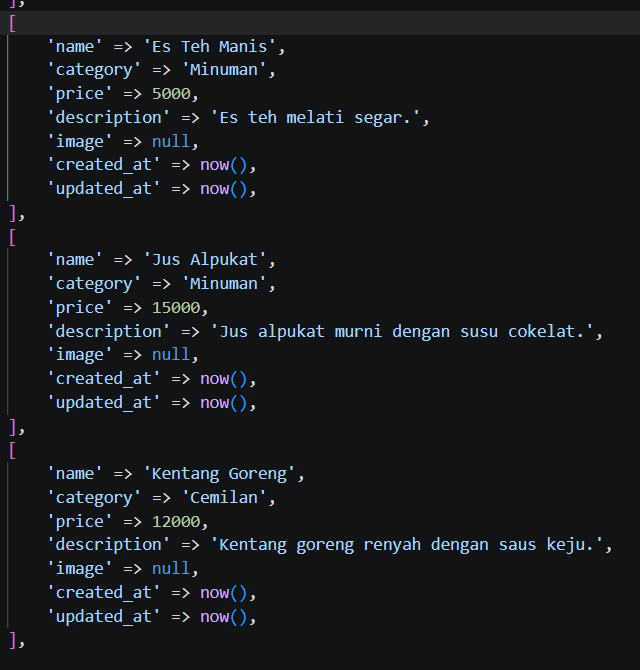 ],
[
'name' => 'Es Teh Manis',
'category' => 'Minuman',
'price' => 5000,
'description' => 'Es teh melati segar.',
'image' => null,
'created_at' => now(),
'updated_at' => now(),
],
[
'name' => 'Jus Alpukat',
'category' => 'Minuman',
'price' => 15000,
'description' => 'Jus alpukat murni dengan susu cokelat.',
'image' => null,
'created_at' => now(),
'updated_at' => now(),
],
[
'name' => 'Kentang Goreng',
'category' => 'Cemilan',
'price' => 12000,
'description' => 'Kentang goreng renyah dengan saus keju.',
'image' => null,
'created_at' => now(),
'updated_at' => now(),
],